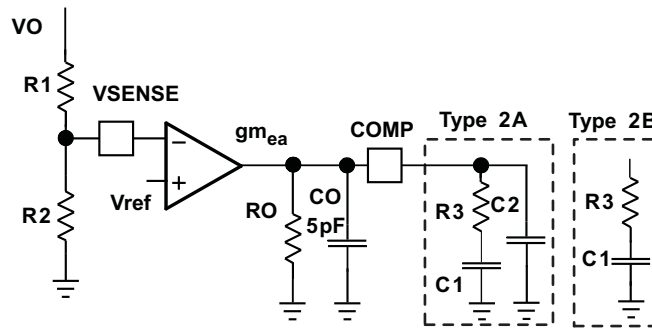 VO
R1
VSENSE
R2
Vref
gm ea
RO
CO
5pF
COMP
Type 2A
R3
C2
C1
Type 2B
R3
C1